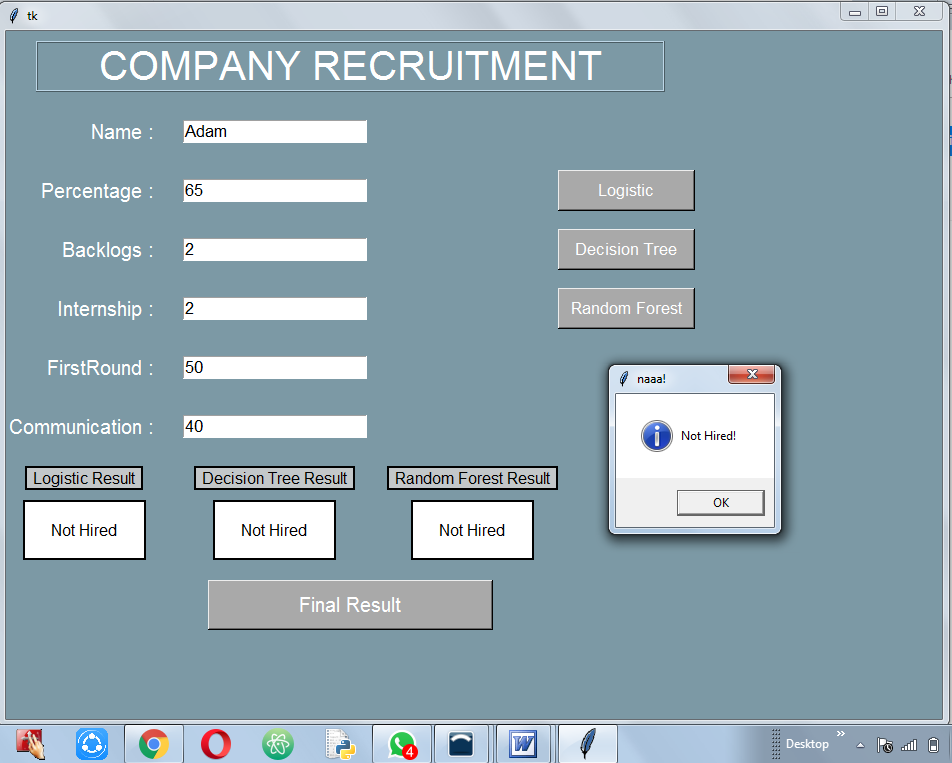 tk
COMPANY RECRUITMENT
Name :
Adam
Percentage :
65
Logistic
Backlogs :
2
Decision Tree
Internship :
2
Random Forest
FirstRound :
50
naaa!
Communication :
40
Not Hired!
Logistic Result
Decision Tree Result
Random Forest Result
OK
Not Hired
Not Hired
Not Hired
Final Result
4
W
Desktop